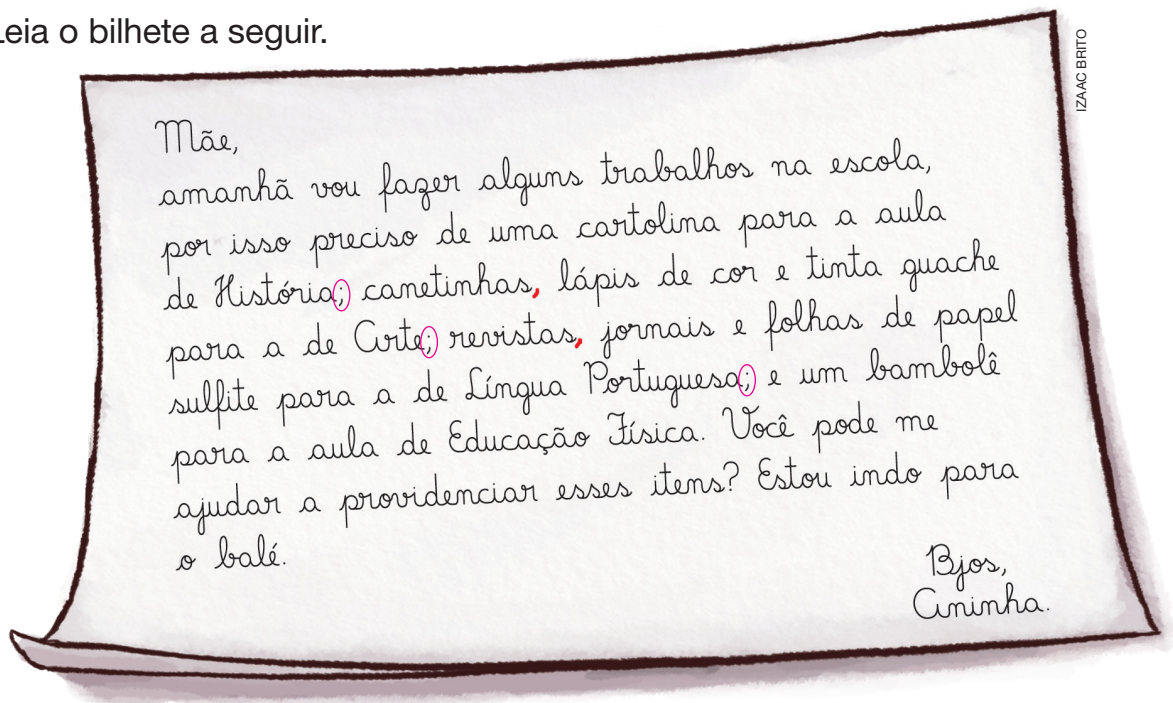 Leia o bilhete a seguir.
IZAAC BRITO
Mãe,
amanhã vou fazer alguns trabalhos na escola,
por isso preciso de uma cartolina para a aula
de História; canetinhas, lápis de cor e tinta guache
para a de Arte; revistas, jornais e folhas de papel
sulfite para a de Língua Portuguesa; e um bambolê
para a aula de Educação Física. Você pode me
ajudar a providenciar esses itens? Estou indo para
o balé.
Bjos,
Aninha.